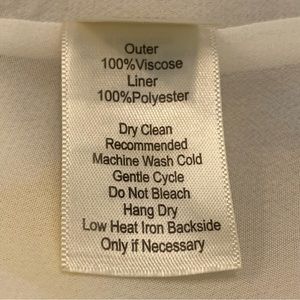 Outer
100%Viscose
Liner
100%Polyester
Dry Clean
Recommended
Machine Wash Cold
Gentle Cycle
Do Not Bleach
Hang Dry
Low Heat Iron Backside
Only if Necessary